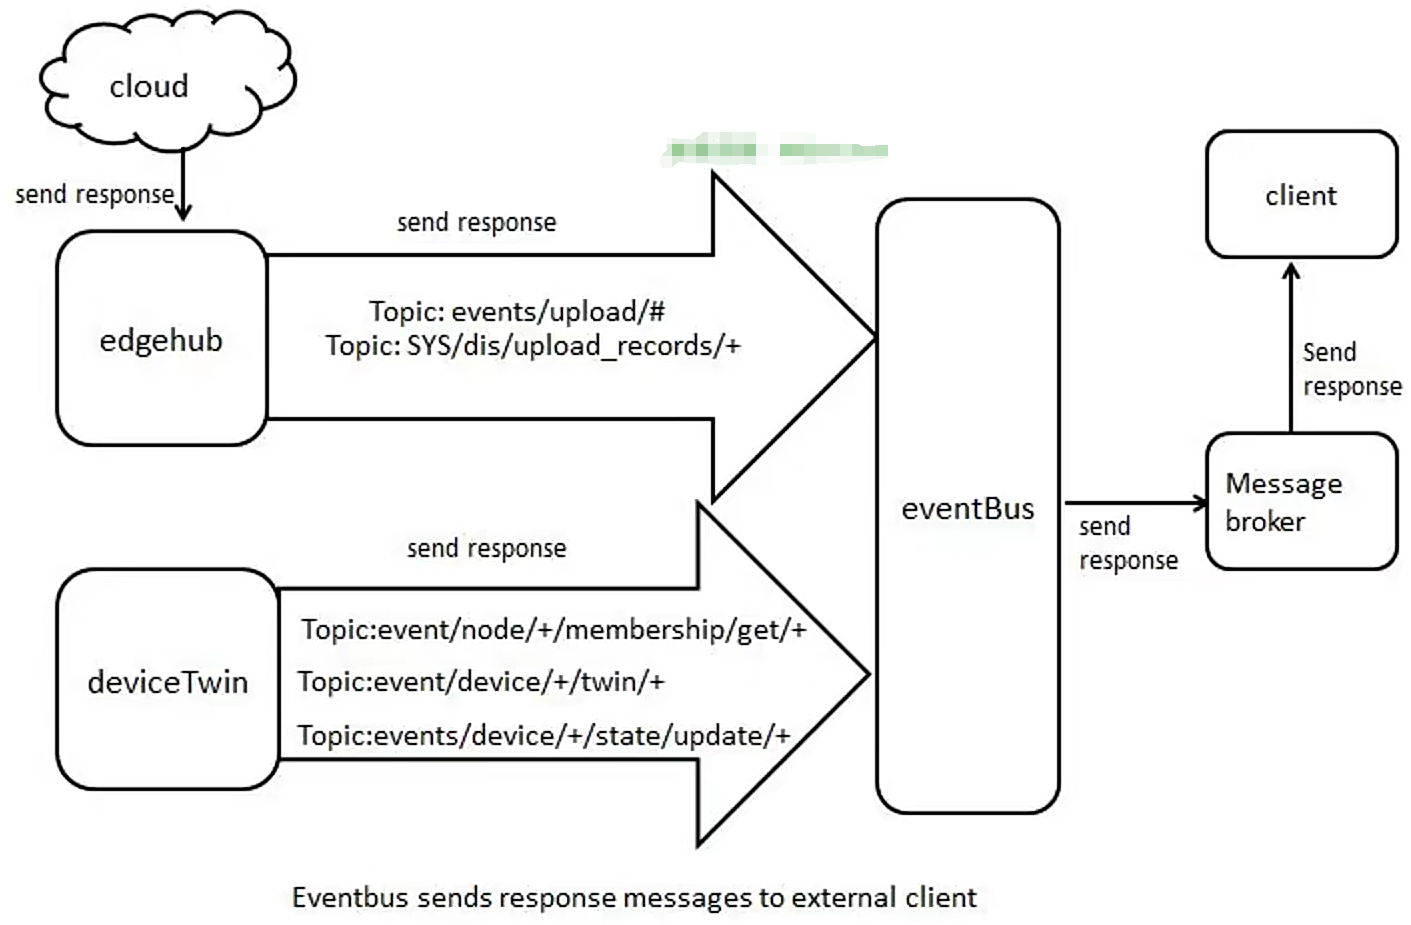 cloud
send response
edgehub
send response
Topic: events/upload/#
Topic: SYS/dis/upload_records/+
deviceTwin
send response
Topic:event/node/+/membership/get/+
Topic:event/device/+/twin/+
Topic:events/device/+/state/update/+
eventBus
send
response
Message
broker
Send
response
client
Eventbus sends response messages to external client